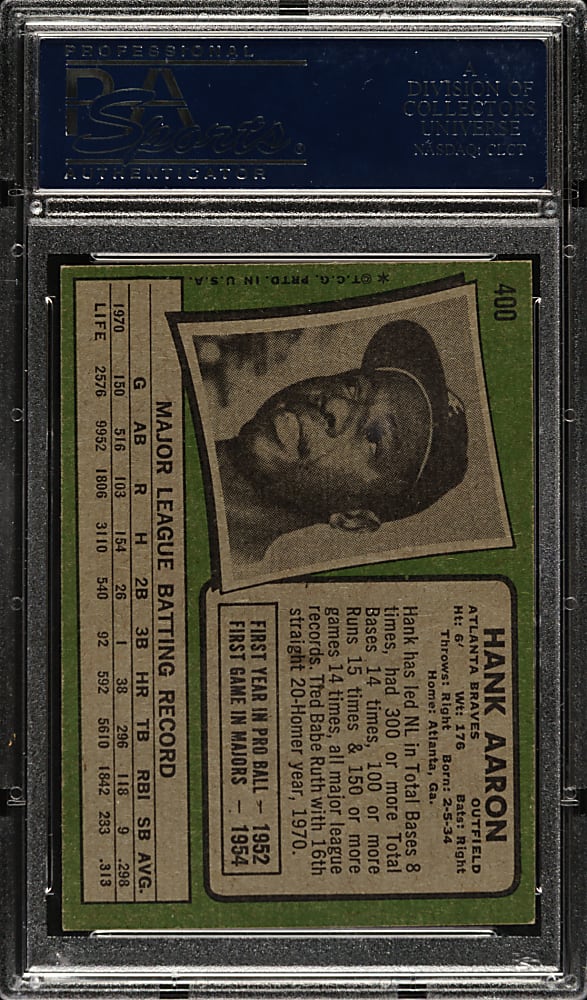 PROFESSIONAL
PSA
Sports
AUTHENTICATOR
A
DIVISION OF
COLLECTORS
UNIVERSE
NASDAQ: CLCT
400
✶©T.C.G. PRTD. IN U.S.A.
HANK AARON
ATLANTA BRAVES OUTFIELD
Ht: 6' Wt: 176 Bats: Right
Throws: Right Born: 2-5-34
Home: Atlanta, Ga.
Hank has led NL in Total Bases 8
times, had 300 or more Total
Bases 14 times, 100 or more
Runs 15 times & 150 or more
games 14 times, all major league
records. Tied Babe Ruth with 16th
straight 20-Homer year, 1970.
FIRST YEAR IN PRO BALL — 1952
FIRST GAME IN MAJORS — 1954
MAJOR LEAGUE BATTING RECORD
G AB R H 2B 3B HR TB RBI SB AVG.
1970 150 516 103 154 26 1 38 296 118 9 .298
LIFE 2576 9952 1806 3110 540 92 592 5610 1842 233 .313